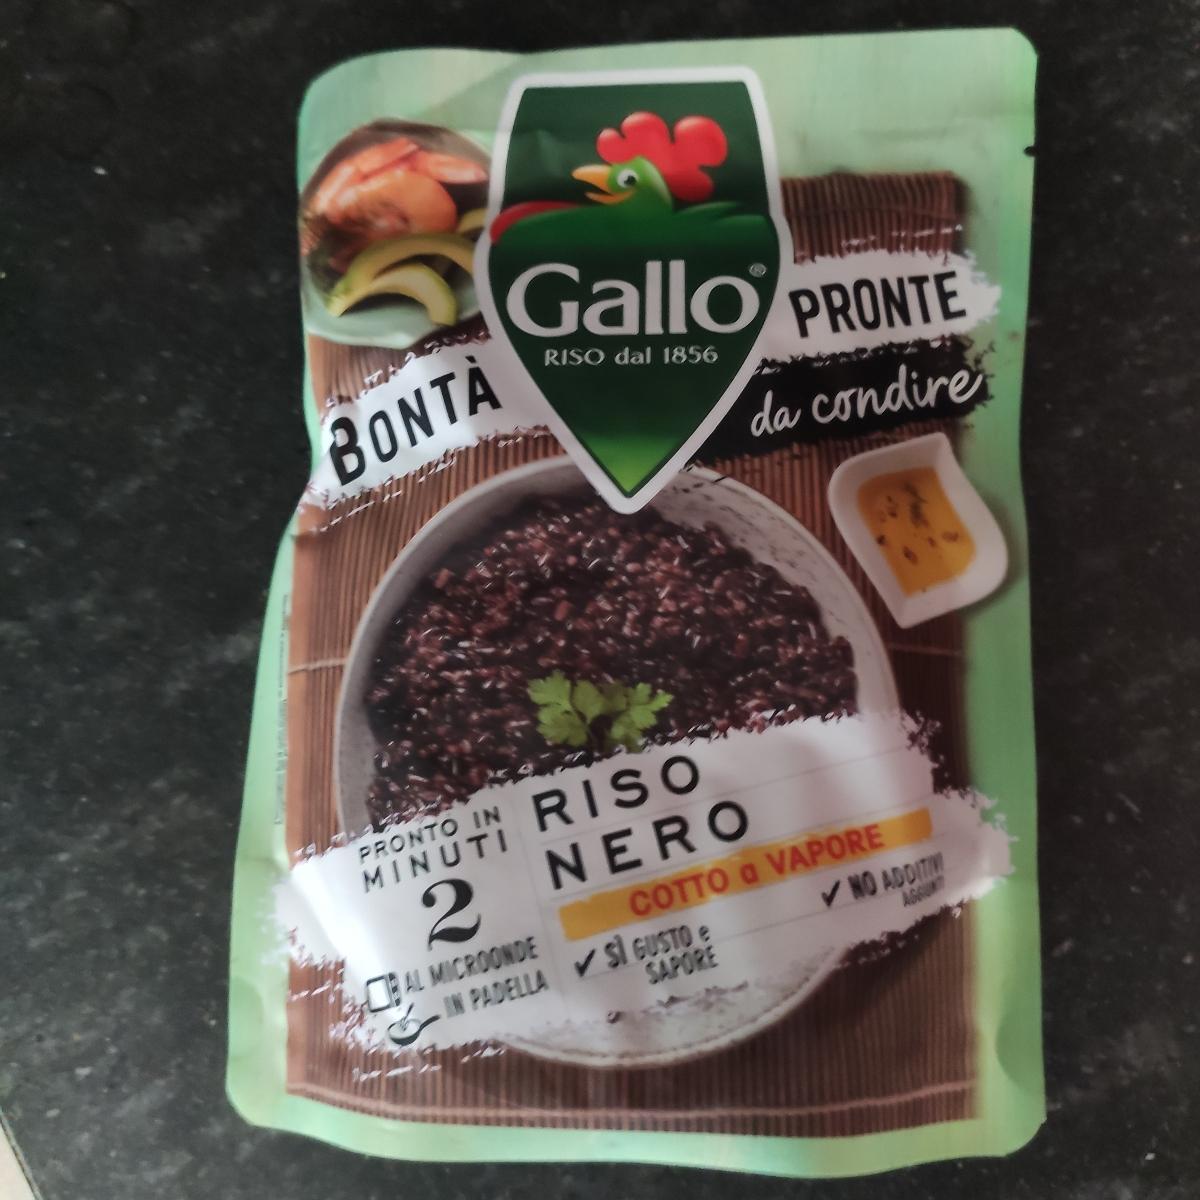 Gallo®
RISO dal 1856
BONTÀ
PRONTE
da condire
PRONTO IN
MINUTI
2
AL MICROONDE
IN PADELLA
RISO
NERO
COTTO a VAPORE
✓ SÌ GUSTO e
SAPORE
✓ NO ADDITIVI
AGGIUNTI